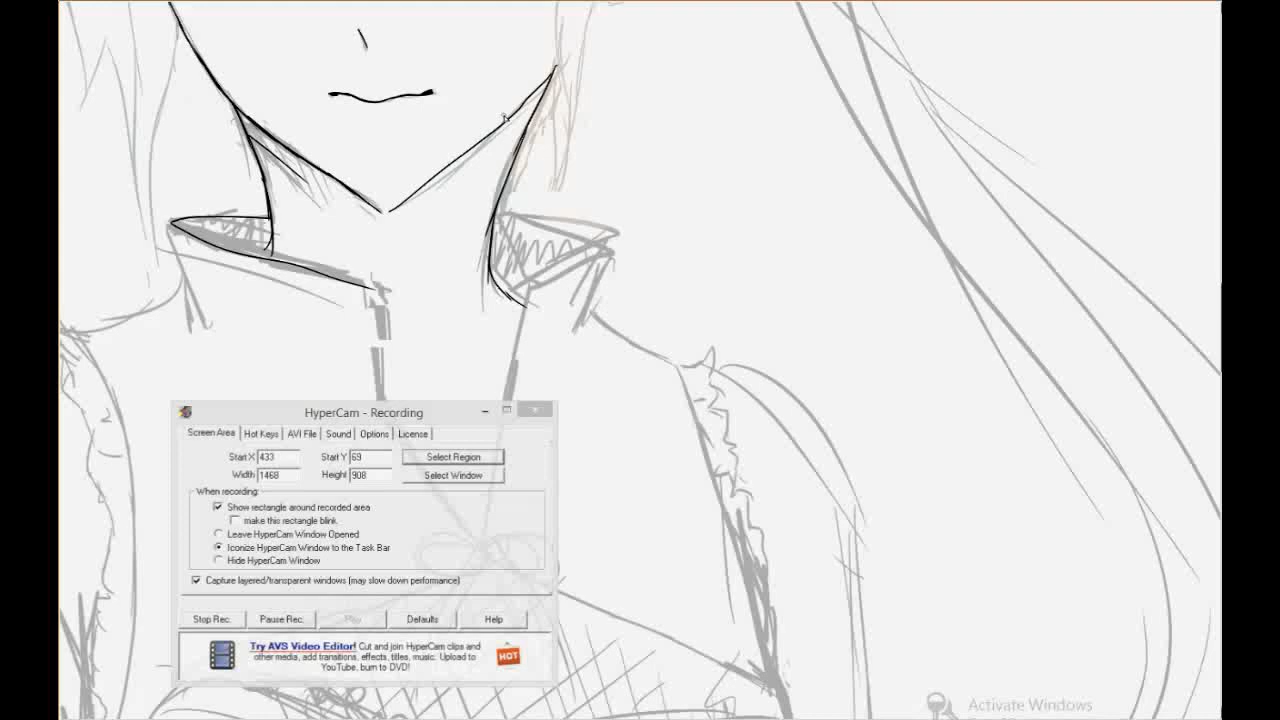 HyperCam - Recording
Screen Area Hot Keys AVI File Sound Options License
Start X 433 Start Y 69 Select Region
Width 1468 Height 908 Select Window
When recording:
Show rectangle around recorded area
make this rectangle blink
Leave HyperCam Window Opened
Iconize HyperCam Window to the Task Bar
Hide HyperCam Window
Capture layered/transparent windows (may slow down performance)
Stop Rec. Pause Rec. Play Defaults Help
Try AVS Video Editor! Cut and join HyperCam clips and
other media, add transitions, effects, titles, music. Upload to
YouTube, burn to DVD!
HOT
Activate Windows